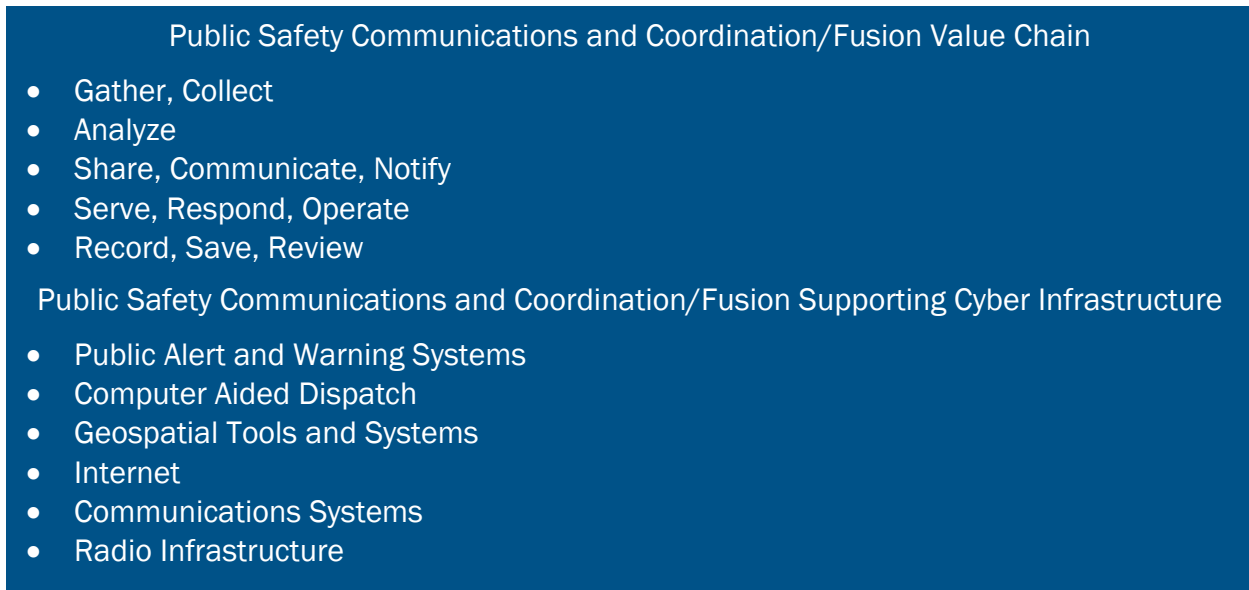 Public Safety Communications and Coordination/Fusion Value Chain
• Gather, Collect
• Analyze
• Share, Communicate, Notify
• Serve, Respond, Operate
• Record, Save, Review
Public Safety Communications and Coordination/Fusion Supporting Cyber Infrastructure
• Public Alert and Warning Systems
• Computer Aided Dispatch
• Geospatial Tools and Systems
• Internet
• Communications Systems
• Radio Infrastructure